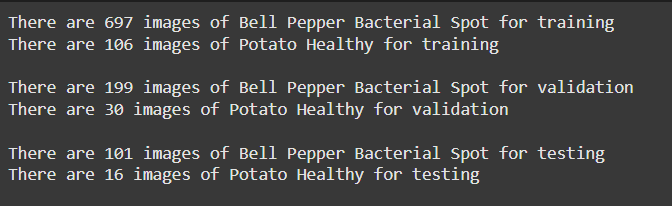 There are 697 images of Bell Pepper Bacterial Spot for training
There are 106 images of Potato Healthy for training
There are 199 images of Bell Pepper Bacterial Spot for validation
There are 30 images of Potato Healthy for validation
There are 101 images of Bell Pepper Bacterial Spot for testing
There are 16 images of Potato Healthy for testing